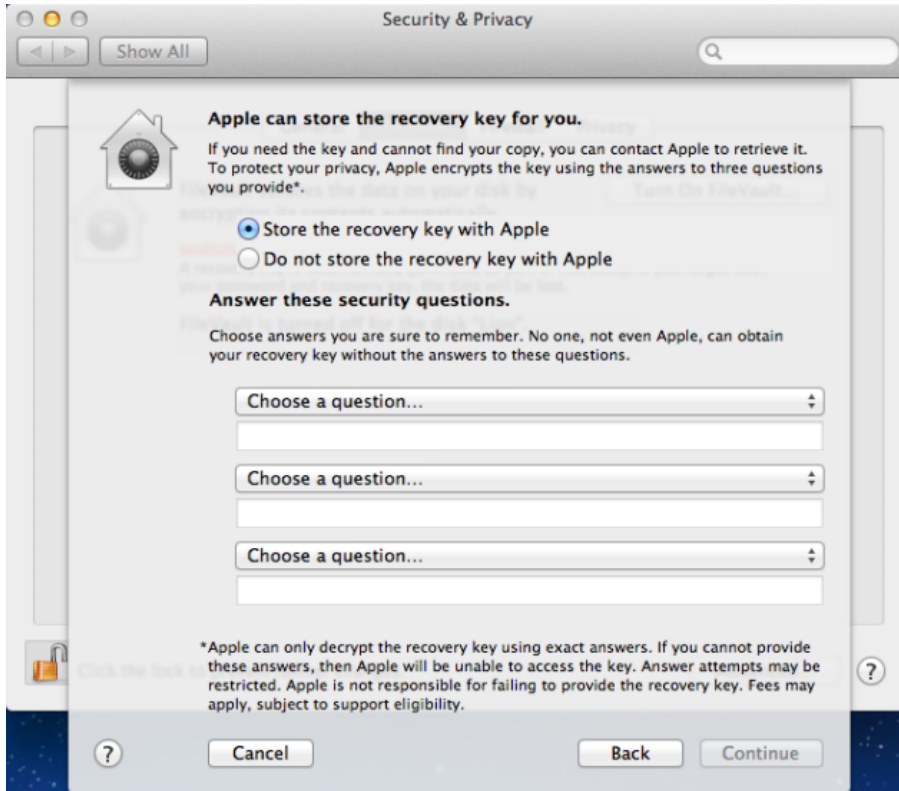 Security & Privacy
Show All
Apple can store the recovery key for you.
If you need the key and cannot find your copy, you can contact Apple to retrieve it.
To protect your privacy, Apple encrypts the key using the answers to three questions
you provide*.
Store the recovery key with Apple
Do not store the recovery key with Apple
Answer these security questions.
Choose answers you are sure to remember. No one, not even Apple, can obtain
your recovery key without the answers to these questions.
Choose a question...
Choose a question...
Choose a question...
*Apple can only decrypt the recovery key using exact answers. If you cannot provide
these answers, then Apple will be unable to access the key. Answer attempts may be
restricted. Apple is not responsible for failing to provide the recovery key. Fees may
apply, subject to support eligibility.
Click the lock to
?
? Cancel Back Continue